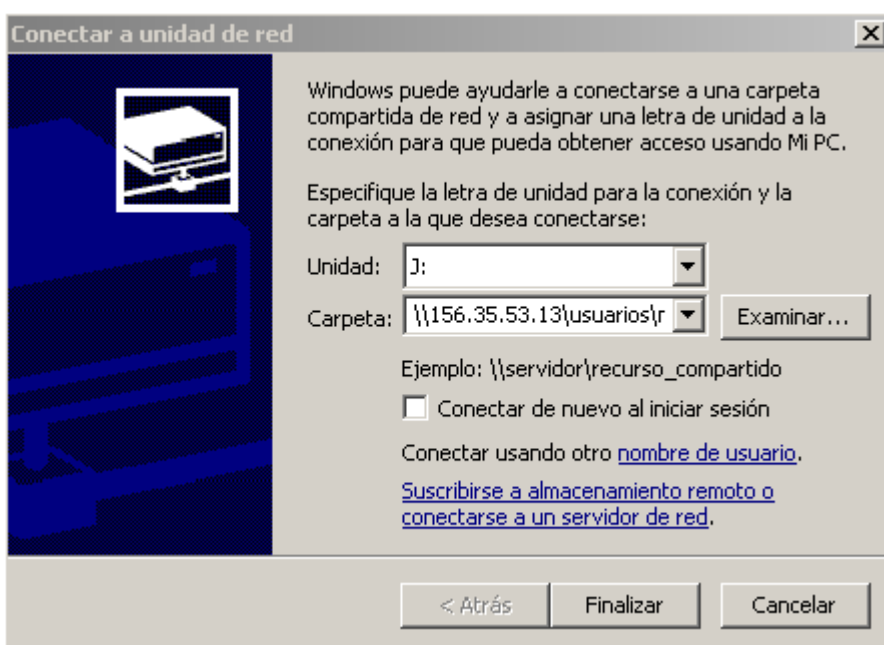 Conectar a unidad de red
Windows puede ayudarle a conectarse a una carpeta
compartida de red y a asignar una letra de unidad a la
conexión para que pueda obtener acceso usando Mi PC.
Especifique la letra de unidad para la conexión y la
carpeta a la que desea conectarse:
Unidad: J:
Carpeta: \\156.35.53.13\usuarios\r Examinar...
Ejemplo: \\servidor\recurso_compartido
Conectar de nuevo al iniciar sesión
Conectar usando otro nombre de usuario.
Suscribirse a almacenamiento remoto o
conectarse a un servidor de red.
< Atrás Finalizar Cancelar